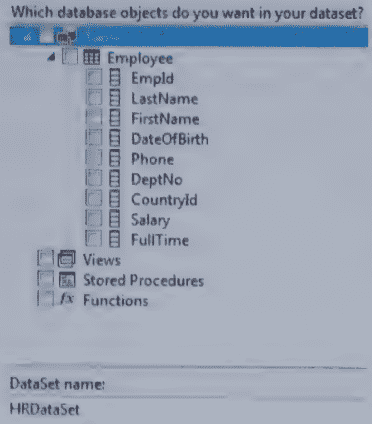 Which database objects do you want in your dataset?
Employee
EmpId
LastName
FirstName
DateOfBirth
Phone
DeptNo
CountryId
Salary
FullTime
Views
Stored Procedures
fx Functions
DataSet name:
HRDataSet